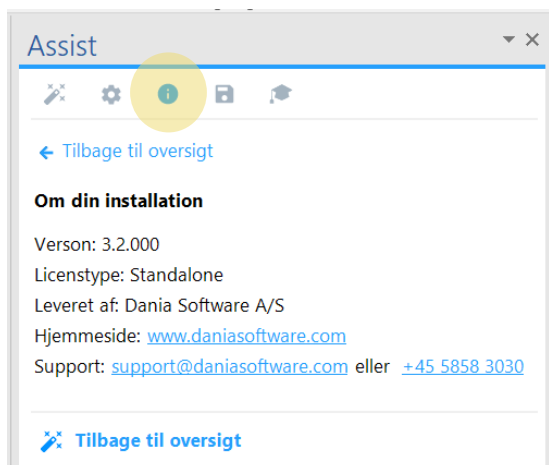 Assist
Tilbage til oversigt
Om din installation
Verson: 3.2.000
Licenstype: Standalone
Leveret af: Dania Software A/S
Hjemmeside: www.daniasoftware.com
Support: support@daniasoftware.com eller +45 5858 3030
Tilbage til oversigt